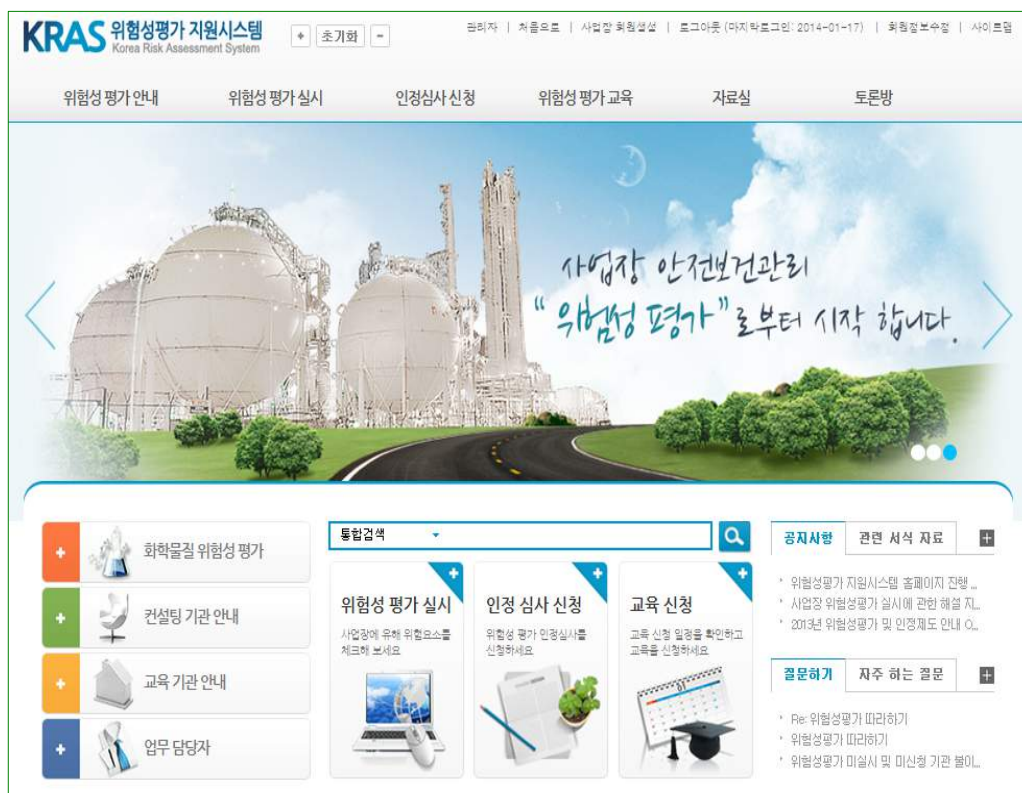 KRAS 위험성평가 지원시스템
Korea Risk Assessment System
+ 초기화 -
관리자 | 처음으로 | 사업장 회원생성 | 로그아웃 (마지막로그인: 2014-01-17) | 회원정보수정 | 사이트맵
위험성 평가 안내 위험성 평가 실시 인정심사 신청 위험성 평가 교육 자료실 토론방
사업장 안전보건관리
"위험성 평가"로부터 시작 합니다.
화학물질 위험성 평가
컨설팅 기관 안내
교육 기관 안내
업무 담당자
통합검색
위험성 평가 실시
사업장에 유해 위험요소를
체크해 보세요
인정 심사 신청
위험성 평가 인정심사를
신청하세요
교육 신청
교육 신청 일정을 확인하고
교육을 신청하세요
01
공지사항 관련 서식 자료
위험성평가 지원시스템 홈페이지 진행 ...
사업장 위험성평가 실시에 관한 해설 지...
2013년 위험성평가 및 인정제도 안내 O...
질문하기 자주 하는 질문
Re: 위험성평가 따라하기
위험성평가 따라하기
위험성평가 미실시 및 미신청 기관 불이...